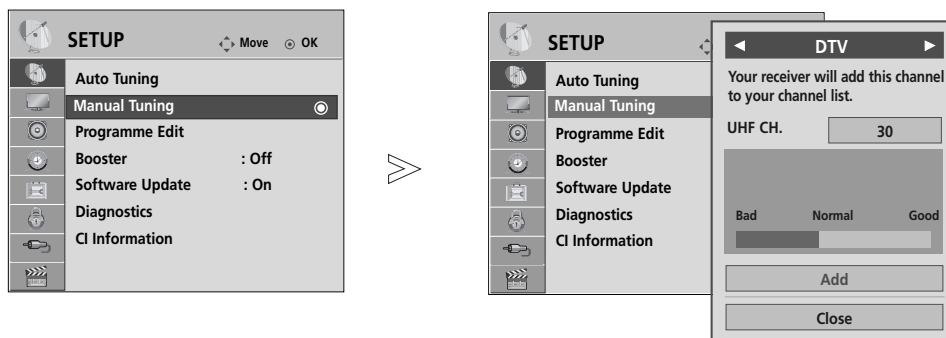 SETUP Move OK
Auto Tuning
Manual Tuning
Programme Edit
Booster : Off
Software Update : On
Diagnostics
CI Information
SETUP
Auto Tuning
Manual Tuning
Programme Edit
Booster
Software Update
Diagnostics
CI Information
DTV
Your receiver will add this channel
to your channel list.
UHF CH. 30
Bad Normal Good
Add
Close